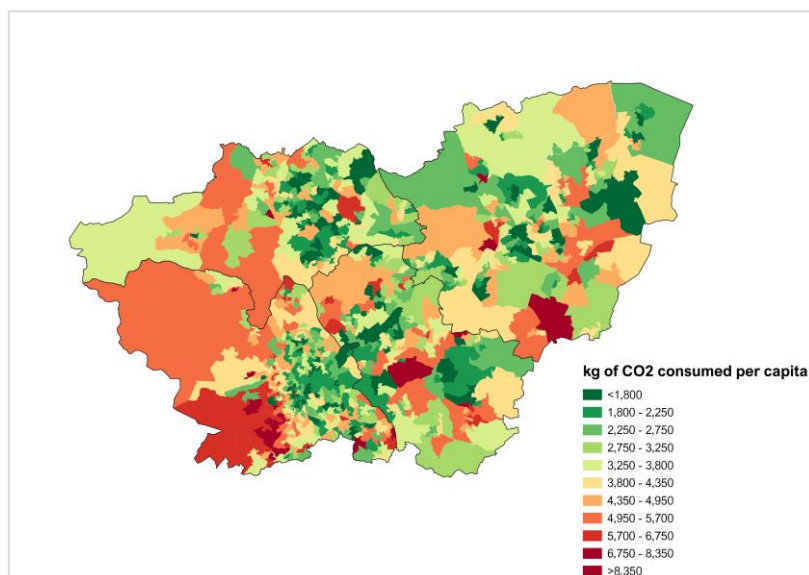 kg of CO2 consumed per capita
<1,800
1,800 - 2,250
2,250 - 2,750
2,750 - 3,250
3,250 - 3,800
3,800 - 4,350
4,350 - 4,950
4,950 - 5,700
5,700 - 6,750
6,750 - 8,350
>8,350